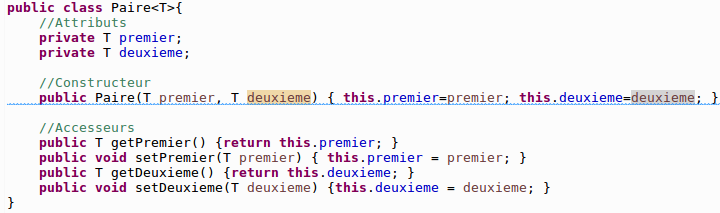 public class Paire<T>{
//Attributs
private T premier;
private T deuxieme;
//Constructeur
public Paire(T premier, T deuxieme) { this.premier=premier; this.deuxieme=deuxieme; }
//Accesseurs
public T getPremier() {return this.premier; }
public void setPremier(T premier) { this.premier = premier; }
public T getDeuxieme() {return this.deuxieme; }
public void setDeuxieme(T deuxieme) {this.deuxieme = deuxieme; }
}